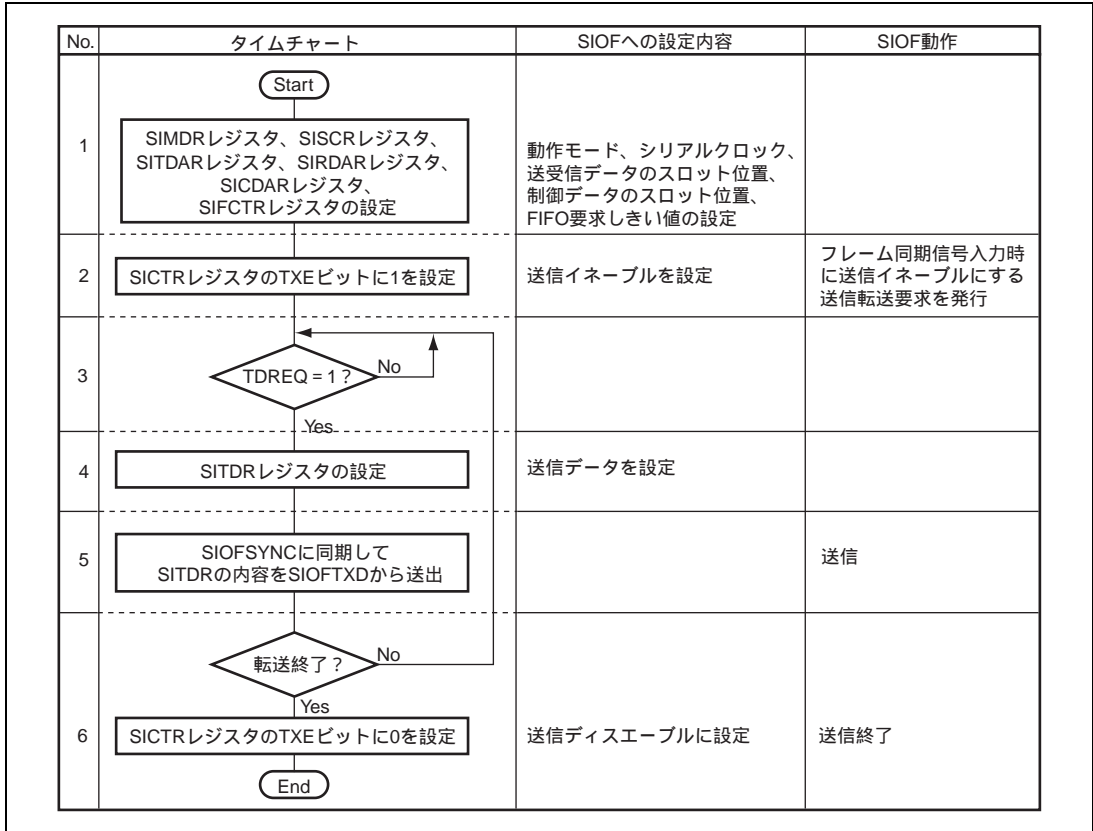 No. タイムチャート SIOFへの設定内容 SIOF動作
1
Start
SIMDRレジスタ、SISCRレジスタ、
SITDARレジスタ、SIRDARレジスタ、
SICDARレジスタ、
SIFCTRレジスタの設定
動作モード、シリアルクロック、
送受信データのスロット位置、
制御データのスロット位置、
FIFO要求しきい値の設定
2
SICTRレジスタのTXEビットに1を設定
送信イネーブルを設定
フレーム同期信号入力時
に送信イネーブルにする
送信転送要求を発行
3
TDREQ = 1?
No
Yes
4
SITDRレジスタの設定
送信データを設定
5
SIOFSYNCに同期して
SITDRの内容をSIOFTXDから送出
送信
転送終了?
No
Yes
6
SICTRレジスタのTXEビットに0を設定
送信ディスエーブルに設定
送信終了
End